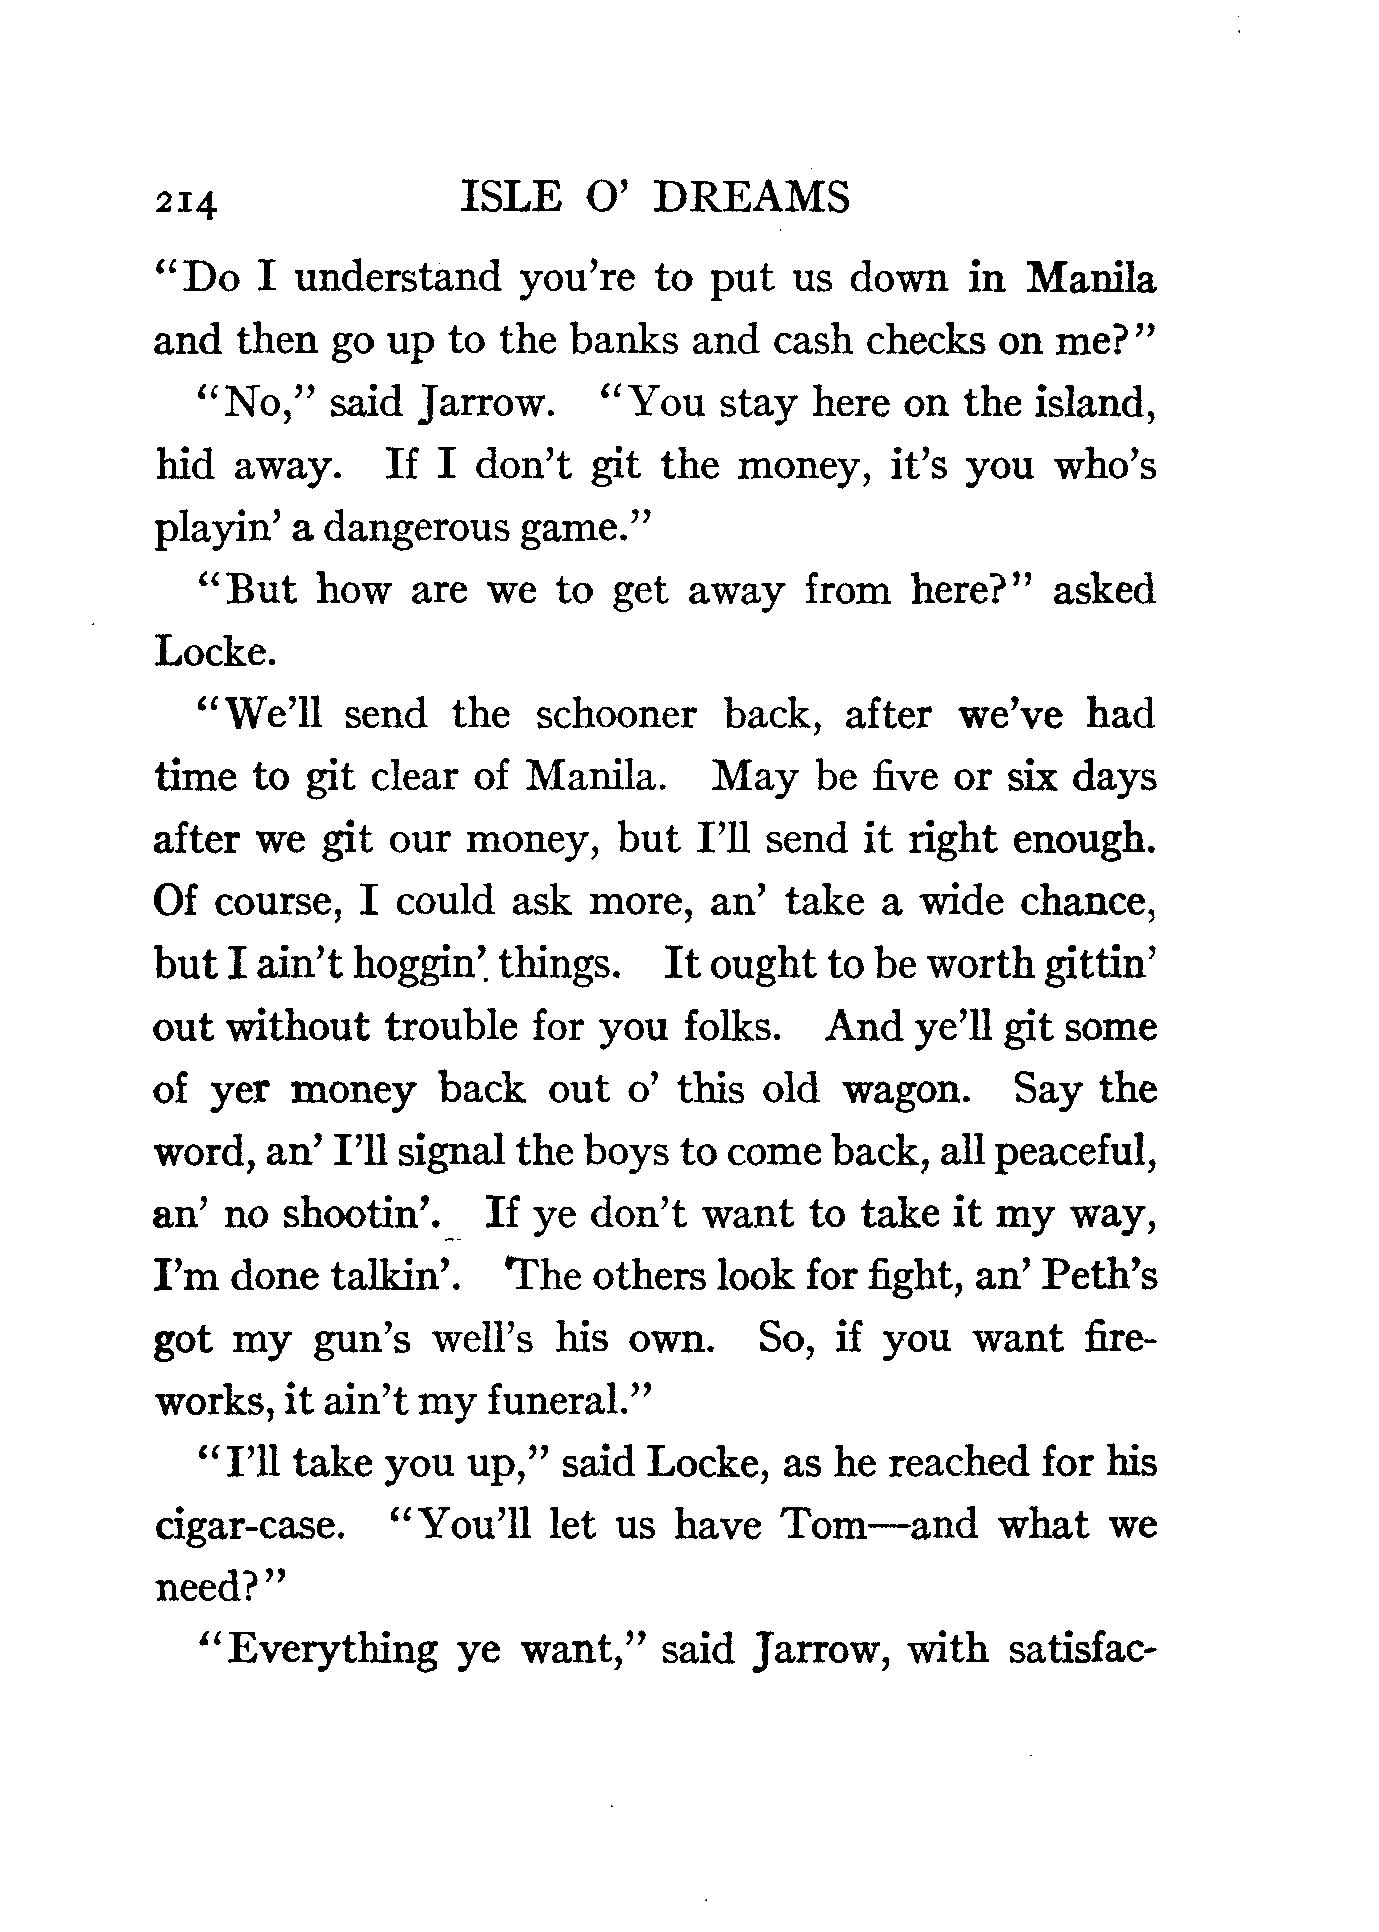 214 ISLE O' DREAMS
“Do I understand you’re to put us down in Manila
and then go up to the banks and cash checks on me?”
“No,” said Jarrow. “You stay here on the island,
hid away. If I don’t git the money, it’s you who’s
playin’ a dangerous game.”
“But how are we to get away from here?” asked
Locke.
“We’ll send the schooner back, after we’ve had
time to git clear of Manila. May be five or six days
after we git our money, but I’ll send it right enough.
Of course, I could ask more, an’ take a wide chance,
but I ain’t hoggin’ things. It ought to be worth gittin’
out without trouble for you folks. And ye’ll git some
of yer money back out o’ this old wagon. Say the
word, an’ I’ll signal the boys to come back, all peaceful,
an’ no shootin’. If ye don’t want to take it my way,
I’m done talkin’. The others look for fight, an’ Peth’s
got my gun’s well’s his own. So, if you want fire-
works, it ain’t my funeral.”
“I’ll take you up,” said Locke, as he reached for his
cigar-case. “You’ll let us have Tom—and what we
need?”
“Everything ye want,” said Jarrow, with satisfac-